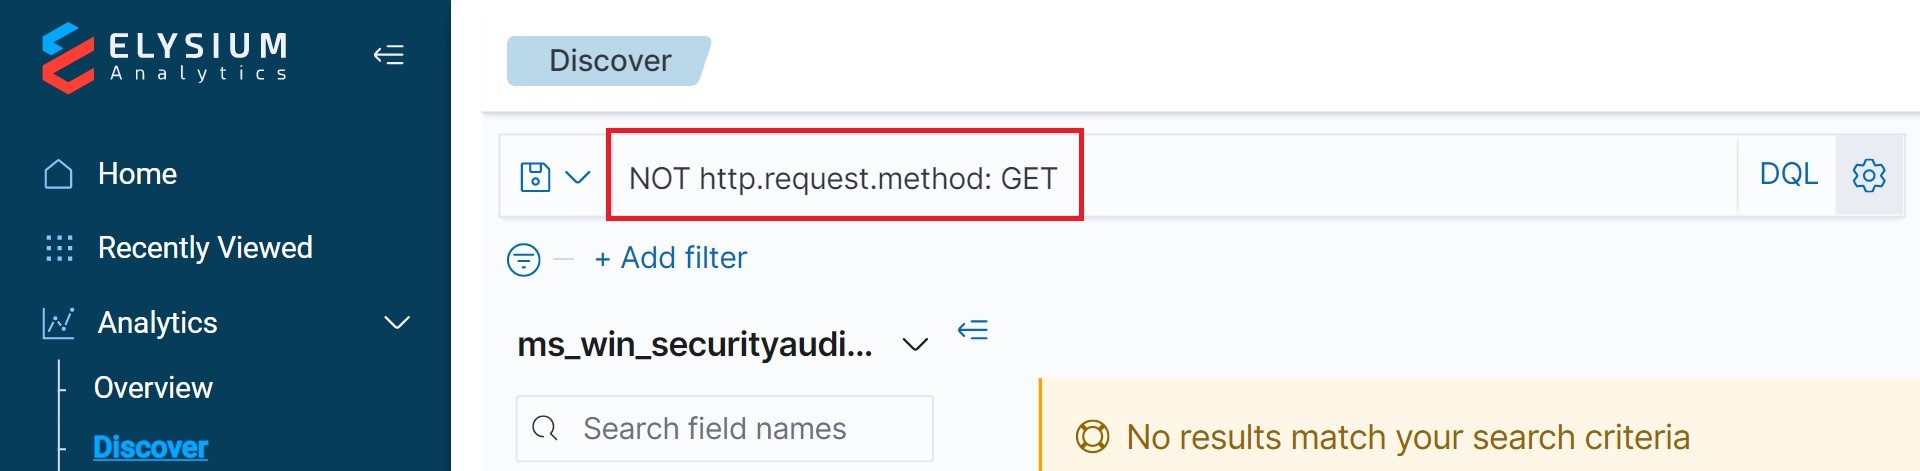 ELYSIUM
Analytics
Home
Recently Viewed
Analytics
Overview
Discover
Discover
NOT http.request.method: GET
DQL
+ Add filter
ms_win_securityaudi...
Search field names
No results match your search criteria